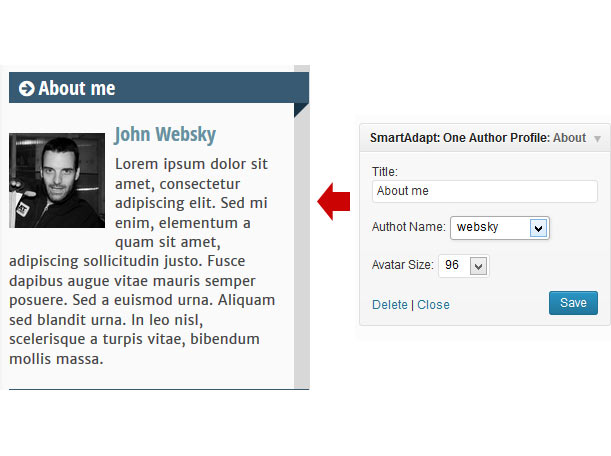 About me
John Websky
Lorem ipsum dolor sit
amet, consectetur
adipiscing elit. Sed mi
enim, elementum a
quam sit amet,
adipiscing sollicitudin justo. Fusce
dapibus augue vitae mauris semper
posuere. Sed a euismod urna. Aliquam
sed blandit urna. In leo nisl,
scelerisque a turpis vitae, bibendum
mollis massa.
SmartAdapt: One Author Profile: About
Title:
About me
Authot Name: websky
Avatar Size: 96
Delete | Close
Save